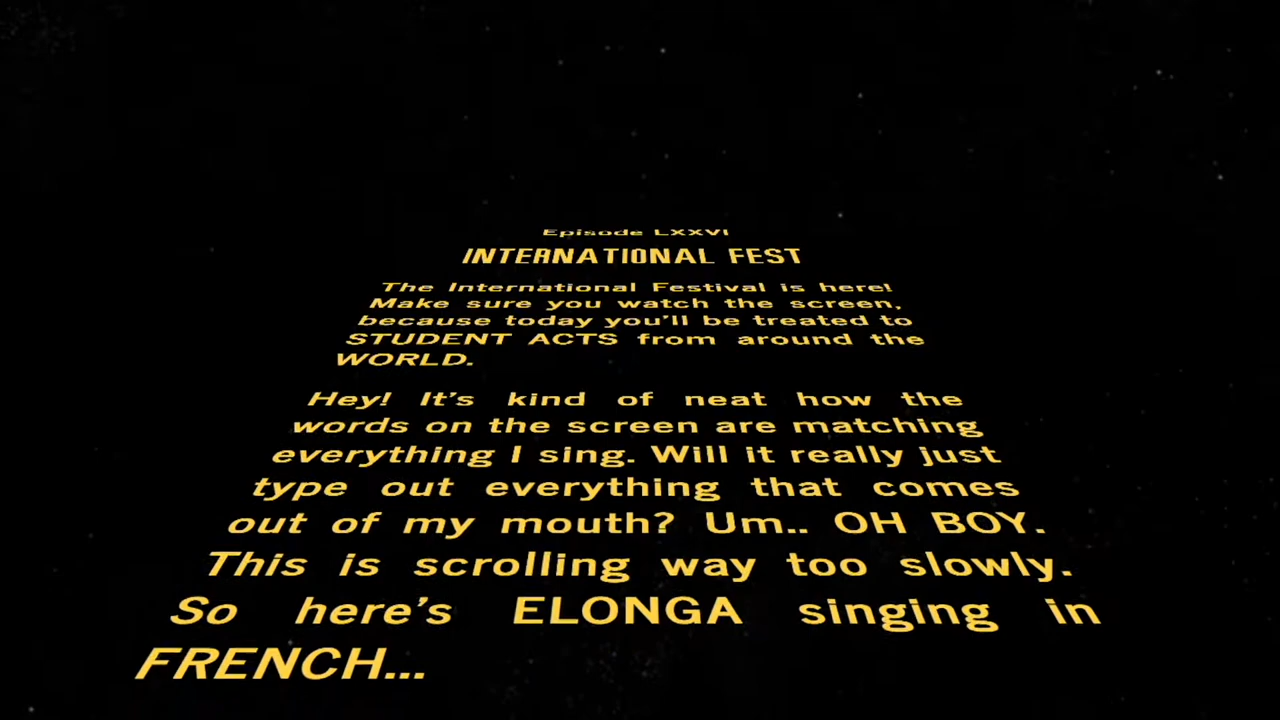 Episode LXXVI
INTERNATIONAL FEST
The International Festival is here!
Make sure you watch the screen,
because today you'll be treated to
STUDENT ACTS from around the
WORLD.
Hey! It's kind of neat how the
words on the screen are matching
everything I sing. Will it really just
type out everything that comes
out of my mouth? Um.. OH BOY.
This is scrolling way too slowly.
So here's ELONGA singing in
FRENCH...